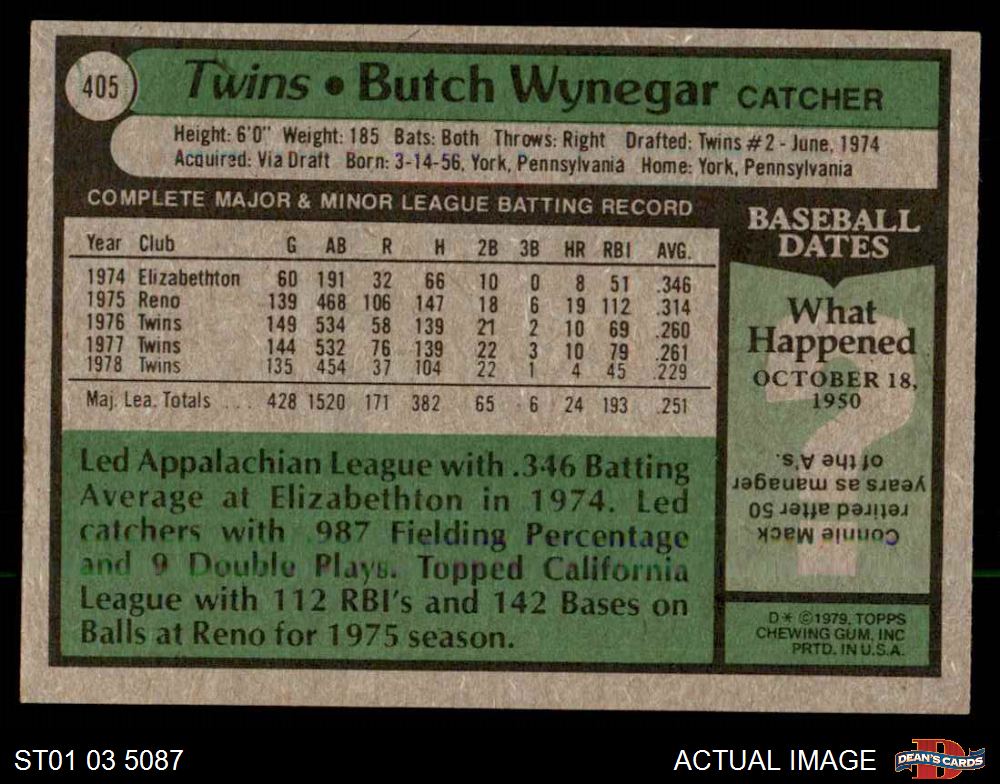 405
Twins • Butch Wynegar CATCHER
Height: 6'0" Weight: 185 Bats: Both Throws: Right Drafted: Twins #2 - June, 1974
Acquired: Via Draft Born: 3-14-56, York, Pennsylvania Home: York, Pennsylvania
COMPLETE MAJOR & MINOR LEAGUE BATTING RECORD
Year Club G AB R H 2B 3B HR RBI AVG.
1974 Elizabethton 60 191 32 66 10 0 8 51 .346
1975 Reno 139 468 106 147 18 6 19 112 .314
1976 Twins 149 534 58 139 21 2 10 69 .260
1977 Twins 144 532 76 139 22 3 10 79 .261
1978 Twins 135 454 37 104 22 1 4 45 .229
Maj. Lea. Totals ... 428 1520 171 382 65 6 24 193 .251
Led Appalachian League with .346 Batting
Average at Elizabethton in 1974. Led
catchers with .987 Fielding Percentage
and 9 Double Plays. Topped California
League with 112 RBI's and 142 Bases on
Balls at Reno for 1975 season.
BASEBALL
DATES
What
Happened
OCTOBER 18,
1950
?
Connie Mack
retired after 50
years as manager
of the A's.
D* ©1979, TOPPS
CHEWING GUM, INC
PRTD. IN U.S.A.
ST01 03 5087
ACTUAL IMAGE
D
DEAN'S CARDS